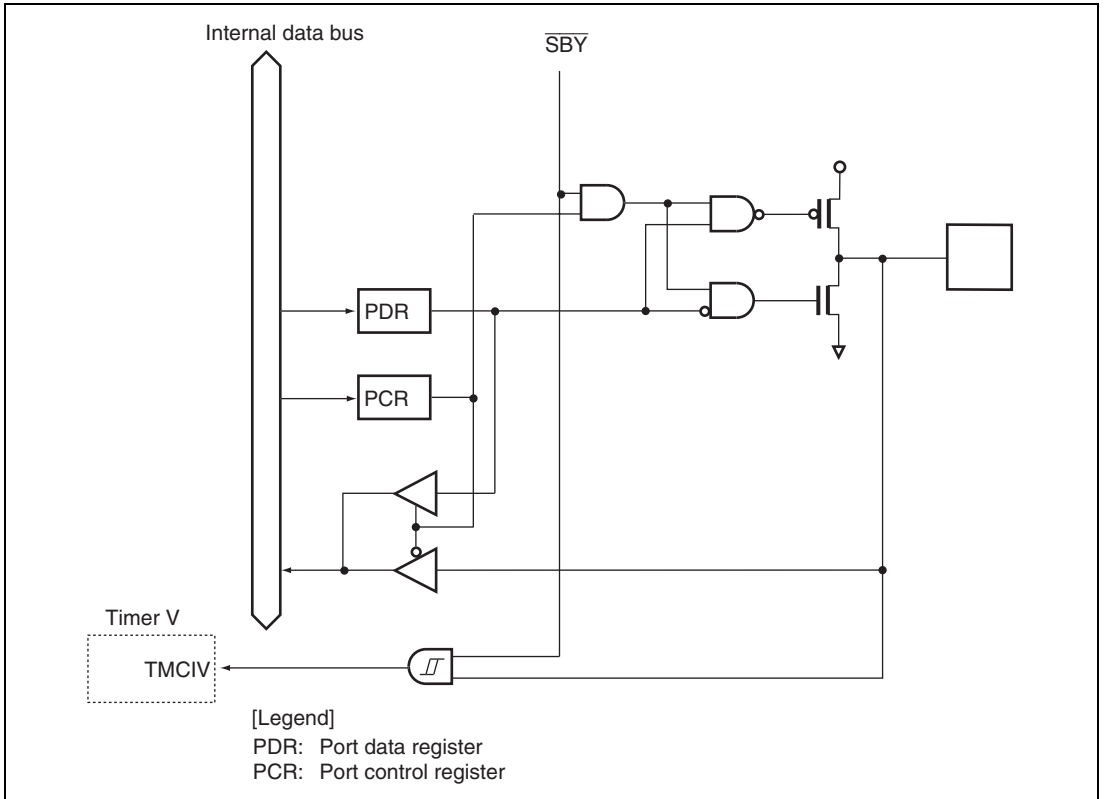 Internal data bus
SBY
PDR
PCR
Timer V
TMCIV
[Legend]
PDR: Port data register
PCR: Port control register